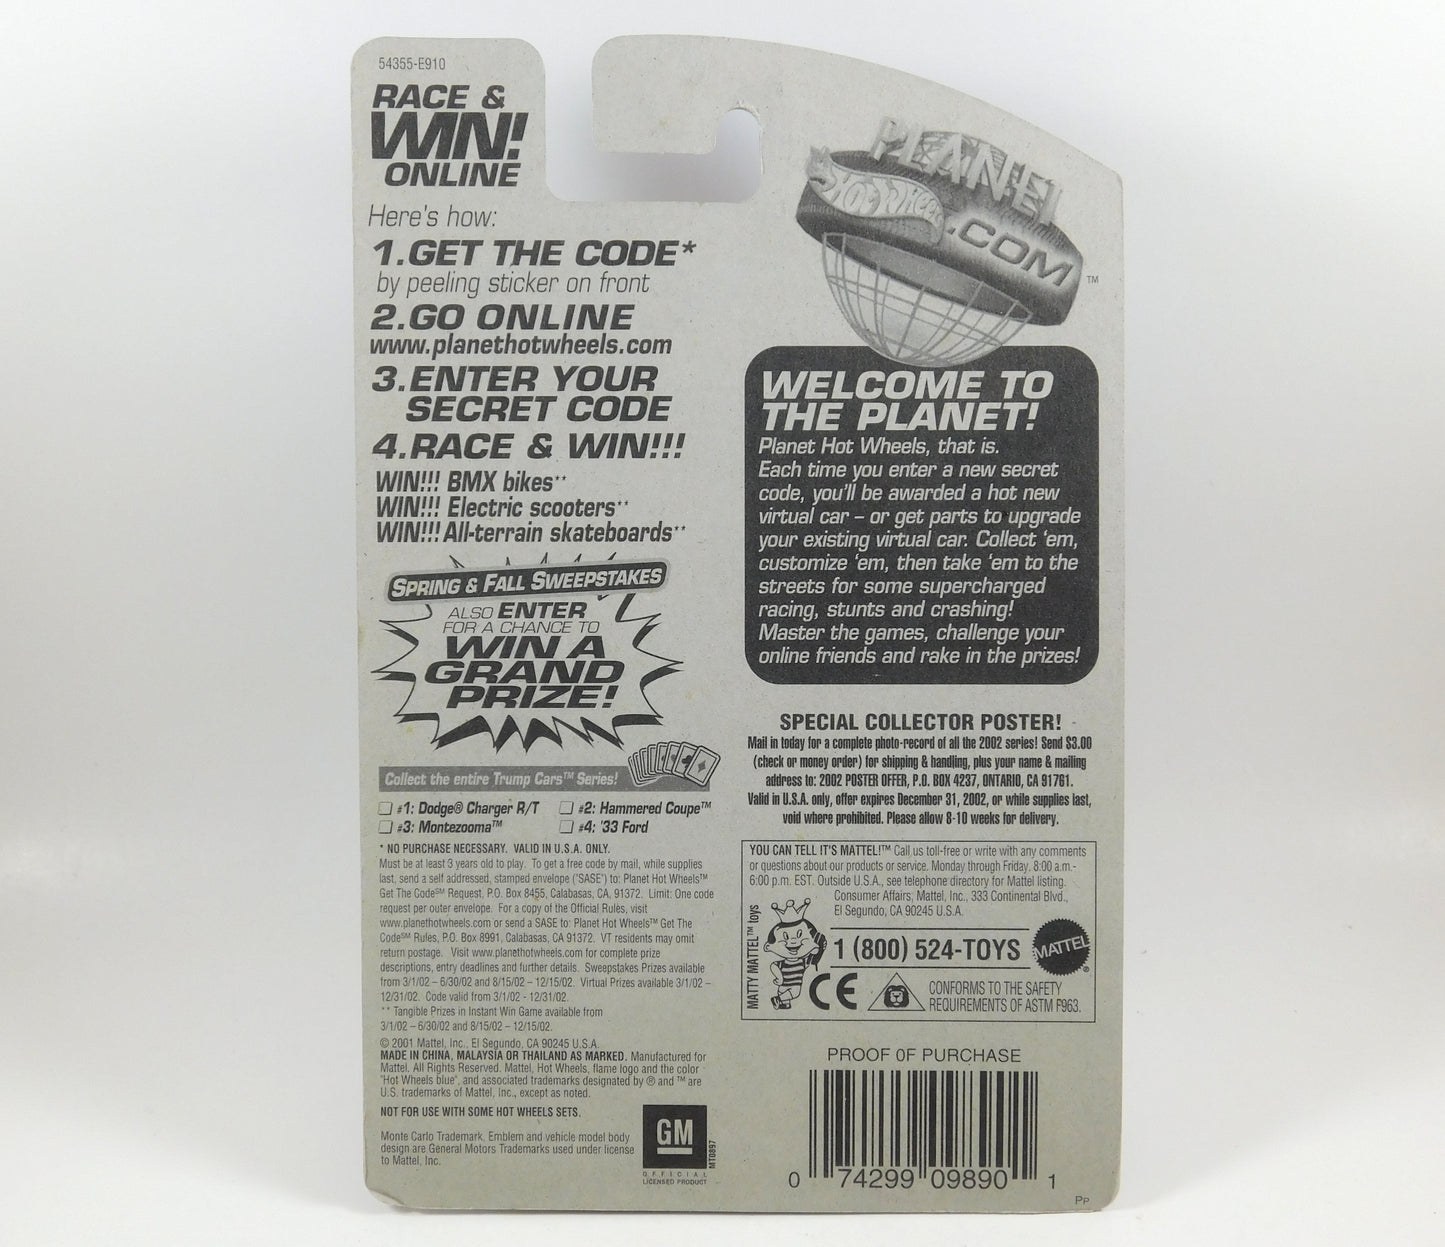 54355-E910
RACE &
WIN!
ONLINE
Here's how:
1.GET THE CODE*
by peeling sticker on front
2.GO ONLINE
www.planethotwheels.com
3.ENTER YOUR
SECRET CODE
4.RACE & WIN!!!
WIN!!! BMX bikes**
WIN!!! Electric scooters**
WIN!!! All-terrain skateboards**
SPRING & FALL SWEEPSTAKES
ALSO ENTER
FOR A CHANCE TO
WIN A
GRAND
PRIZE!
Collect the entire Trump Cars™ Series!
#1: Dodge® Charger R/T
#2: Hammered Coupe™
#3: Montezooma™
#4: '33 Ford
* NO PURCHASE NECESSARY. VALID IN U.S.A. ONLY.
Must be at least 3 years old to play. To get a free code by mail, while supplies
last, send a self addressed, stamped envelope ("SASE") to: Planet Hot Wheels™
Get The Code℠ Request, P.O. Box 8455, Calabasas, CA, 91372. Limit: One code
request per outer envelope. For a copy of the Official Rules, visit
www.planethotwheels.com or send a SASE to: Planet Hot Wheels™ Get The
Code℠ Rules, P.O. Box 8991, Calabasas, CA 91372. VT residents may omit
return postage. Visit www.planethotwheels.com for complete prize
descriptions, entry deadlines and further details. Sweepstakes Prizes available
from 3/1/02 – 6/30/02 and 8/15/02 – 12/15/02. Virtual Prizes available 3/1/02 –
12/31/02. Code valid from 3/1/02 - 12/31/02.
** Tangible Prizes in Instant Win Game available from
3/1/02 – 6/30/02 and 8/15/02 – 12/15/02.
© 2001 Mattel, Inc., El Segundo, CA 90245 U.S.A.
MADE IN CHINA, MALAYSIA OR THAILAND AS MARKED. Manufactured for
Mattel. All Rights Reserved. Mattel, Hot Wheels, flame logo and the color
"Hot Wheels blue", and associated trademarks designated by ® and ™ are
U.S. trademarks of Mattel, Inc., except as noted.
NOT FOR USE WITH SOME HOT WHEELS SETS.
Monte Carlo Trademark, Emblem and vehicle model body
design are General Motors Trademarks used under license
to Mattel, Inc.
GM
OFFICIAL
LICENSED PRODUCT
MT0897
PLANET
Hot Wheels
.COM
™
WELCOME TO
THE PLANET!
Planet Hot Wheels, that is.
Each time you enter a new secret
code, you'll be awarded a hot new
virtual car – or get parts to upgrade
your existing virtual car. Collect 'em,
customize 'em, then take 'em to the
streets for some supercharged
racing, stunts and crashing!
Master the games, challenge your
online friends and rake in the prizes!
SPECIAL COLLECTOR POSTER!
Mail in today for a complete photo-record of all the 2002 series! Send $3.00
(check or money order) for shipping & handling, plus your name & mailing
address to: 2002 POSTER OFFER, P.O. BOX 4237, ONTARIO, CA 91761.
Valid in U.S.A. only, offer expires December 31, 2002, or while supplies last,
void where prohibited. Please allow 8-10 weeks for delivery.
YOU CAN TELL IT'S MATTEL!™ Call us toll-free or write with any comments
or questions about our products or service. Monday through Friday, 8:00 a.m.-
6:00 p.m. EST. Outside U.S.A., see telephone directory for Mattel listing.
Consumer Affairs, Mattel, Inc., 333 Continental Blvd.,
El Segundo, CA 90245 U.S.A.
MATTY MATTEL™ toys
1 (800) 524-TOYS
MATTEL®
CE
CONFORMS TO THE SAFETY
REQUIREMENTS OF ASTM F963.
PROOF OF PURCHASE
0 74299 09890 1
Pp